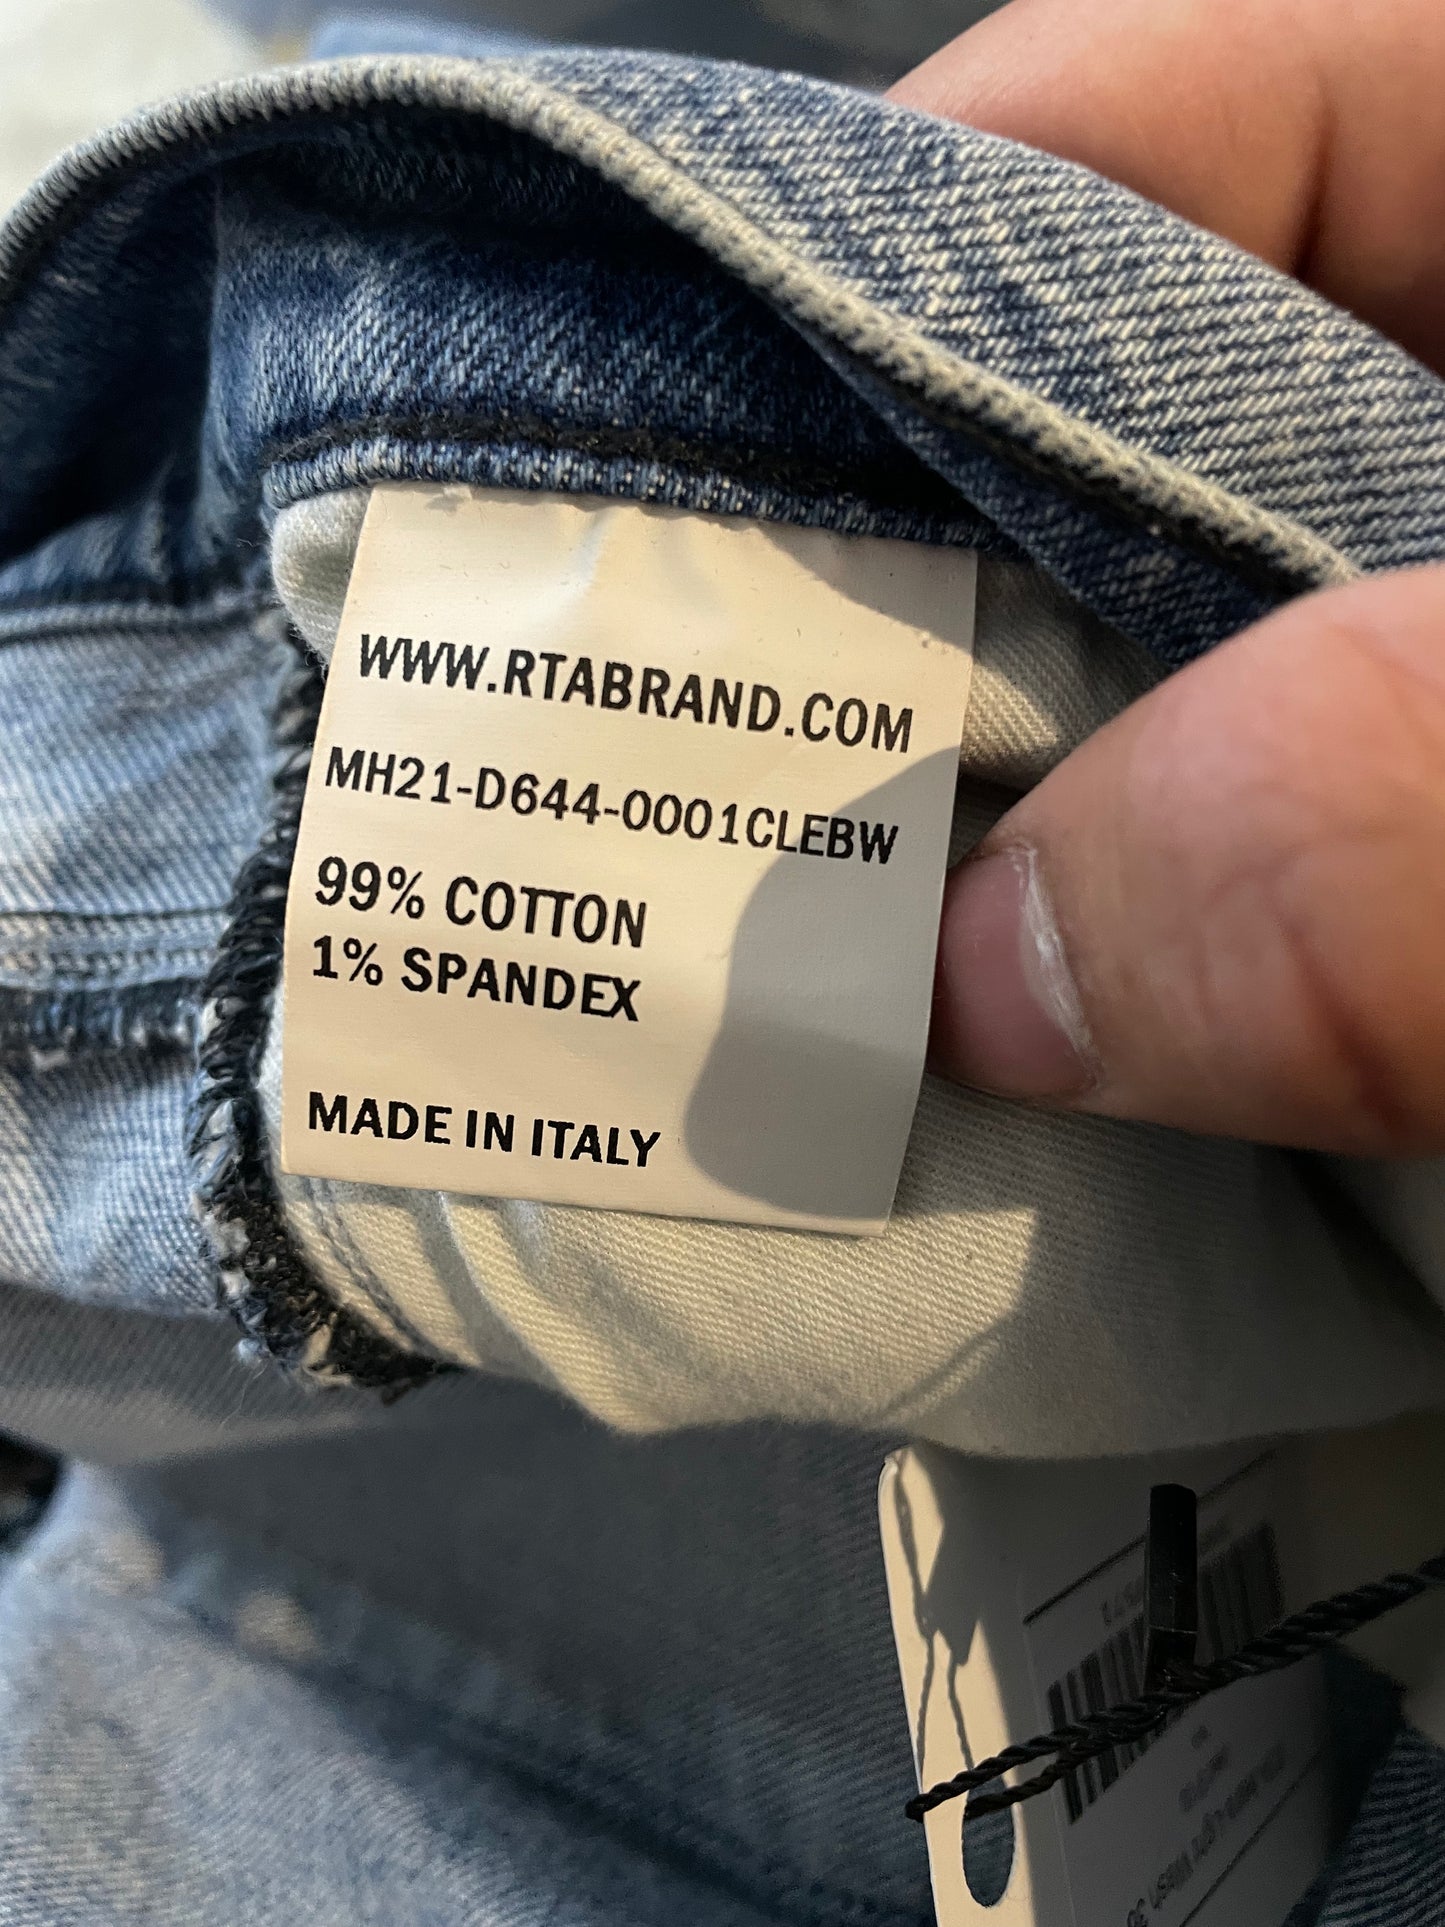 WWW.RTABRAND.COM
MH21-D644-0001CLEBW
99% COTTON
1% SPANDEX
MADE IN ITALY